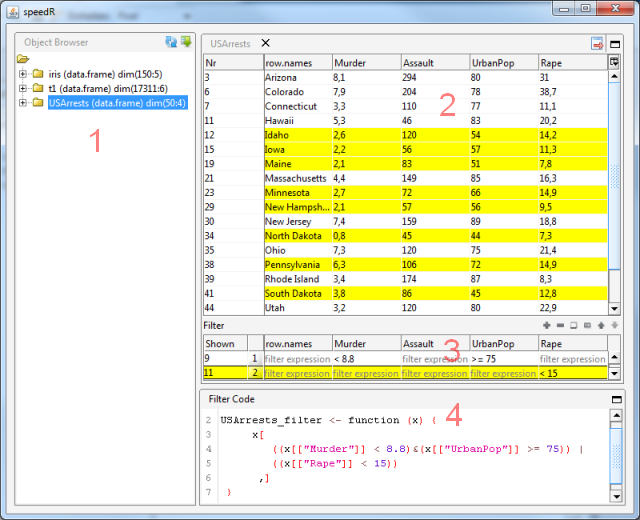 speedR
Object Browser
iris (data.frame) dim(150:5)
t1 (data.frame) dim(17311:6)
USArrests (data.frame) dim(50:4)
1
USArrests
Nr row.names Murder Assault UrbanPop Rape
3 Arizona 8,1 294 80 31
6 Colorado 7,9 204 78 38,7
7 Connecticut 3,3 110 77 11,1
2
11 Hawaii 5,3 46 83 20,2
12 Idaho 2,6 120 54 14,2
15 Iowa 2,2 56 57 11,3
19 Maine 2,1 83 51 7,8
21 Massachusetts 4,4 149 85 16,3
23 Minnesota 2,7 72 66 14,9
29 New Hampsh... 2,1 57 56 9,5
30 New Jersey 7,4 159 89 18,8
34 North Dakota 0,8 45 44 7,3
35 Ohio 7,3 120 75 21,4
38 Pennsylvania 6,3 106 72 14,9
39 Rhode Island 3,4 174 87 8,3
41 South Dakota 3,8 86 45 12,8
44 Utah 3,2 120 80 22,9
Filter
Shown row.names Murder Assault UrbanPop Rape
3
9 1 filter expression < 8.8 filter expression >= 75 filter expression
11 2 filter expression filter expression filter expression filter expression < 15
Filter Code
4
2 USArrests_filter <- function (x) {
3 x[
4 ((x[["Murder"]] < 8.8)&(x[["UrbanPop"]] >= 75)) |
5 ((x[["Rape"]] < 15))
6 ,]
7 }